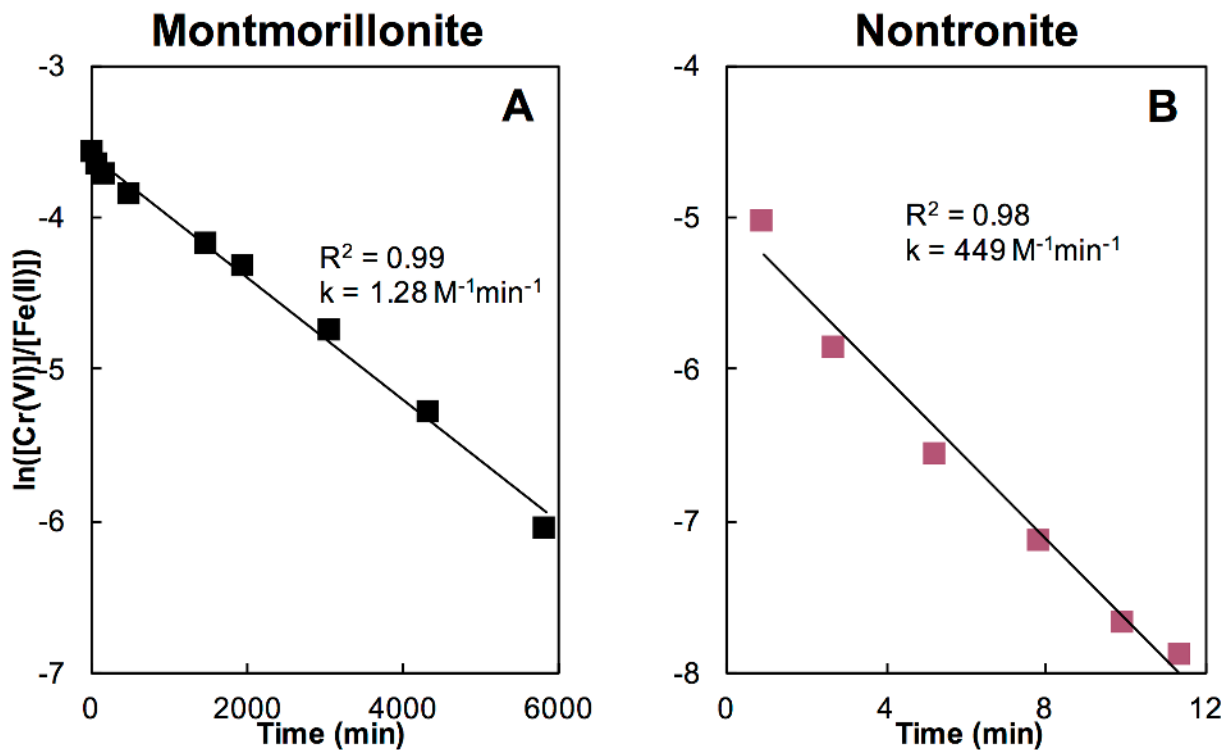 Montmorillonite
Nontronite
-3
-4
-5
-6
-7
ln([Cr(VI)]/[Fe(II)])
A
R² = 0.99
k = 1.28 M⁻¹min⁻¹
0
2000
4000
6000
Time (min)
-4
-5
-6
-7
-8
B
R² = 0.98
k = 449 M⁻¹min⁻¹
0
4
8
12
Time (min)